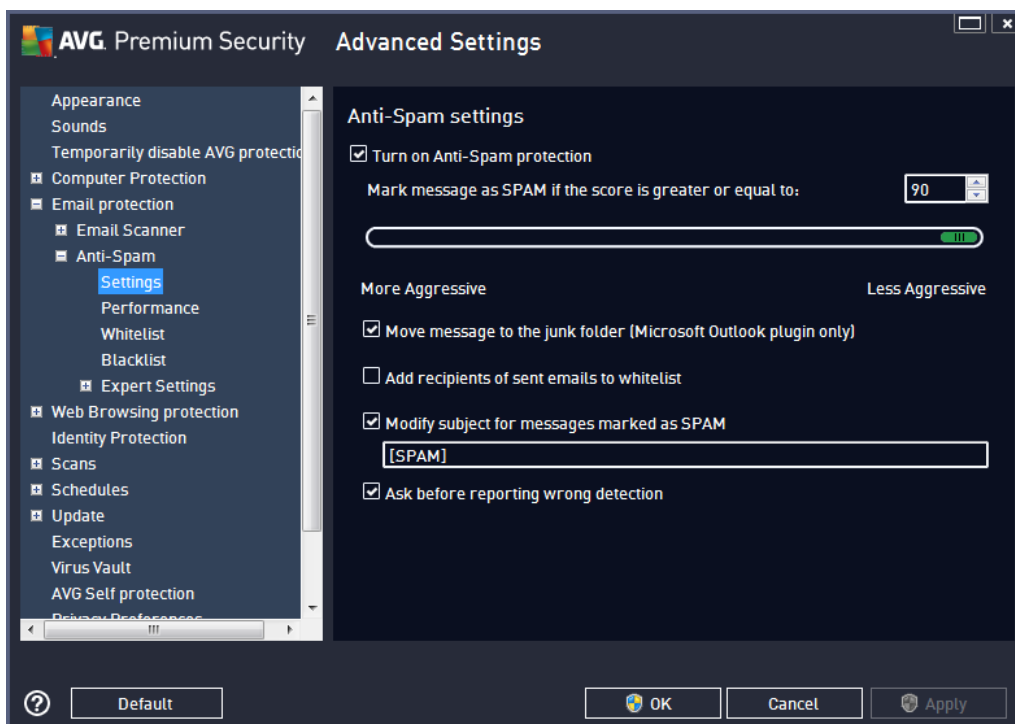 AVG. Premium Security Advanced Settings
Appearance
Sounds
Temporarily disable AVG protectio
Computer Protection
Email protection
Email Scanner
Anti-Spam
Settings
Performance
Whitelist
Blacklist
Expert Settings
Web Browsing protection
Identity Protection
Scans
Schedules
Update
Exceptions
Virus Vault
AVG Self protection
Privacy Preferences
Anti-Spam settings
Turn on Anti-Spam protection
Mark message as SPAM if the score is greater or equal to: 90
More Aggressive Less Aggressive
Move message to the junk folder (Microsoft Outlook plugin only)
Add recipients of sent emails to whitelist
Modify subject for messages marked as SPAM
[SPAM]
Ask before reporting wrong detection
? Default OK Cancel Apply